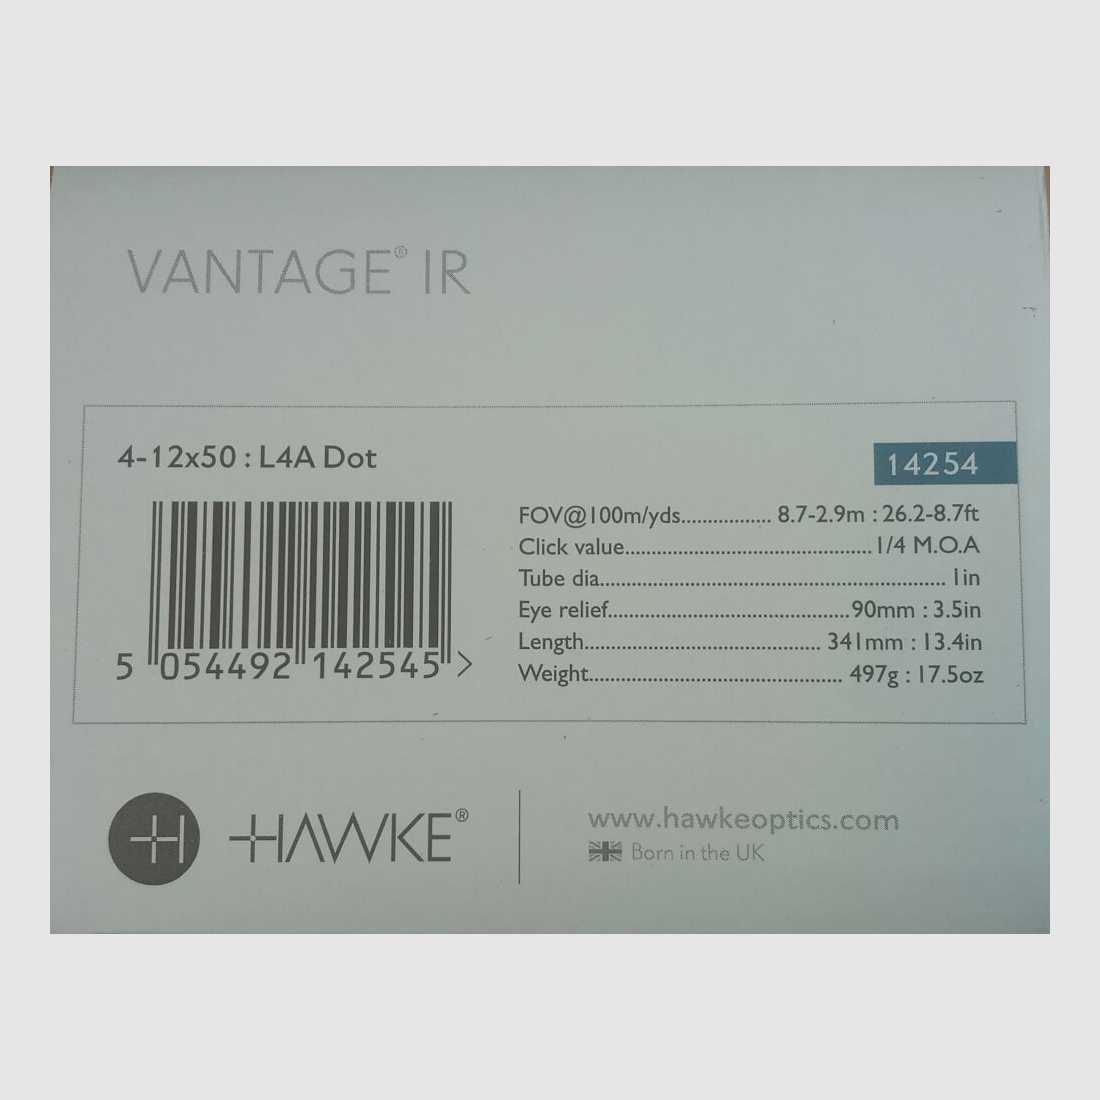 VANTAGE® IR
4-12x50 : L4A Dot
14254
FOV@100m/yds................ 8.7-2.9m : 26.2-8.7ft
Click value............................................1/4 M.O.A
Tube dia............................................................. 1in
Eye relief..........................................90mm : 3.5in
Length.......................................... 341mm : 13.4in
Weight............................................. 497g : 17.5oz
5 054492 142545 >
HAWKE®
www.hawkeoptics.com
Born in the UK